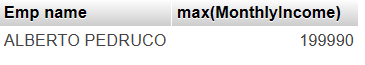 Emp name max(MonthlyIncome)
ALBERTO PEDRUCO 199990